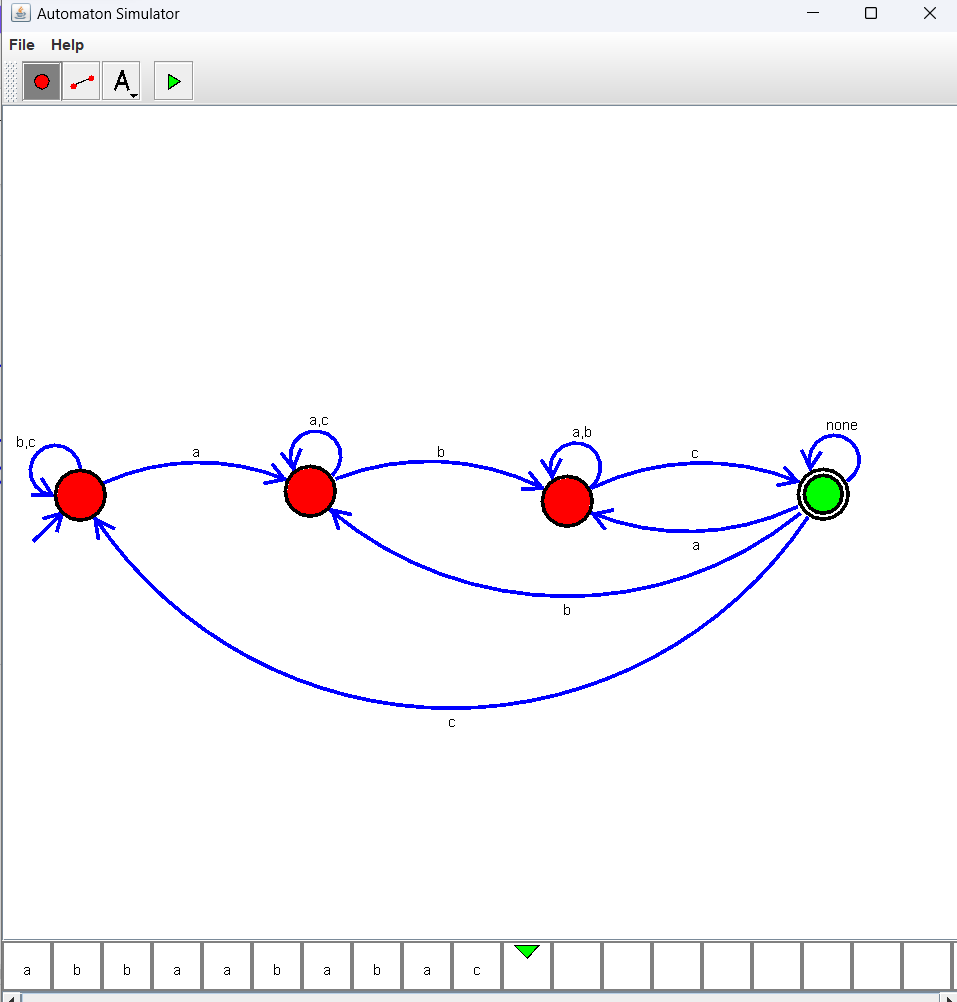 Automaton Simulator
File Help
A
none
a,c
a,b
b,c
a
b
c
a
b
c
a b b a a b a b a c